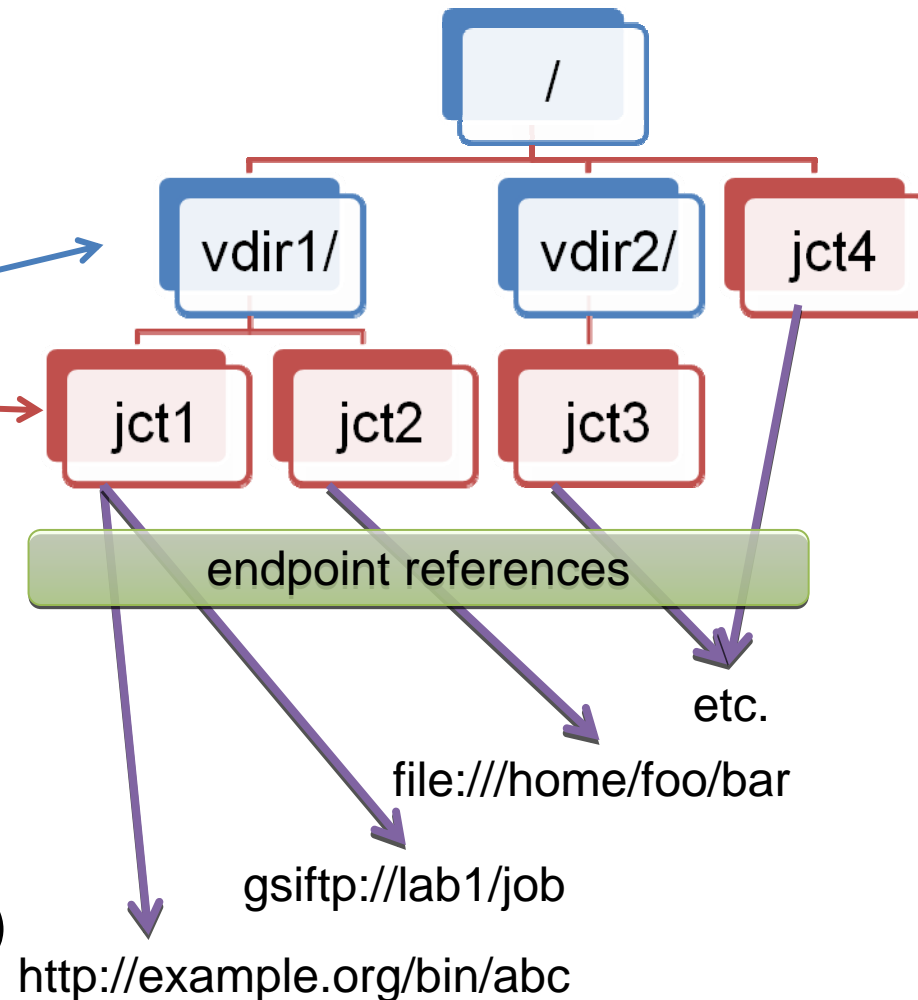 /
vdir1/
vdir2/
jct4
jct1
jct2
jct3
endpoint references
etc.
file:///home/foo/bar
gsiftp://lab1/job
)
http://example.org/bin/abc